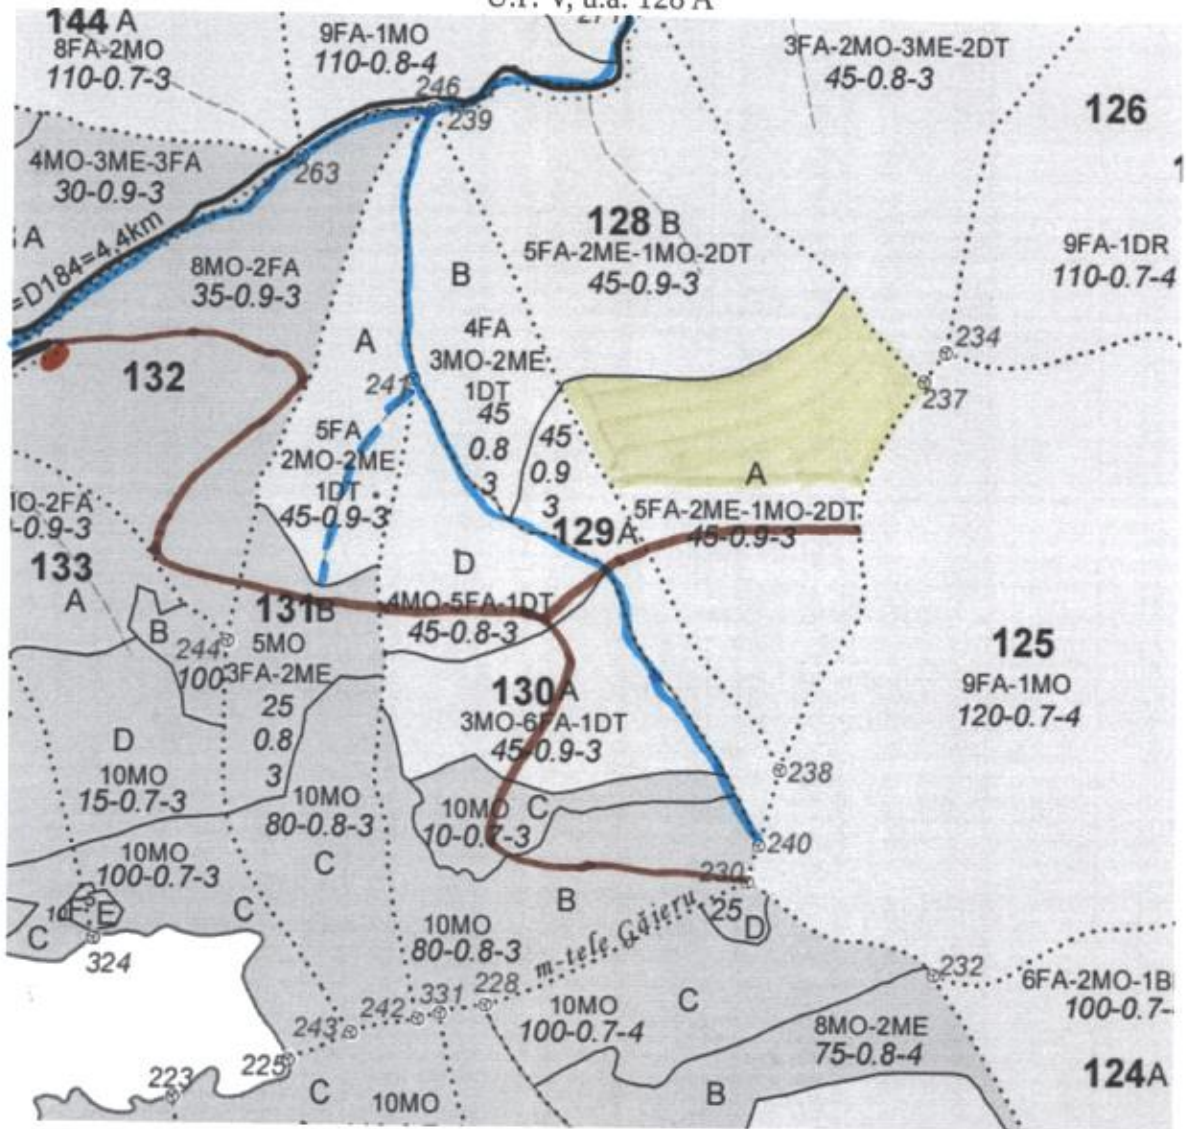 U.P. V, u.a. 128 A
144 A
8FA-2MO
110-0.7-3
9FA-1MO
110-0.8-4
246
239
263
3FA-2MO-3ME-2DT
45-0.8-3
126
4MO-3ME-3FA
30-0.9-3
A
=D184=4.4km
8MO-2FA
35-0.9-3
B
128 B
5FA-2ME-1MO-2DT
45-0.9-3
9FA-1DR
110-0.7-4
234
237
132
A
241
4FA
3MO-2ME
1DT
45
0.8
3
45
0.9
3
5FA
2MO-2ME
1DT
45-0.9-3
A
5FA-2ME-1MO-2DT
45-0.9-3
129A
-0.9-3
133
A
D
4MO-5FA-1DT
45-0.8-3
131B
B
244
100
5MO
3FA-2ME
25
0.8
3
130A
3MO-6FA-1DT
45-0.9-3
125
9FA-1MO
120-0.7-4
D
10MO
15-0.7-3
238
10MO
80-0.8-3
10MO
10-0.7-3
C
240
10MO
100-0.7-3
C
230
C
E
C
324
B
25
D
10MO
80-0.8-3
m-tele Găieru
232
228
331
242
243
225
223
10MO
100-0.7-4
C
8MO-2ME
75-0.8-4
6FA-2MO-1B
100-0.7-
124A
C
10MO
B